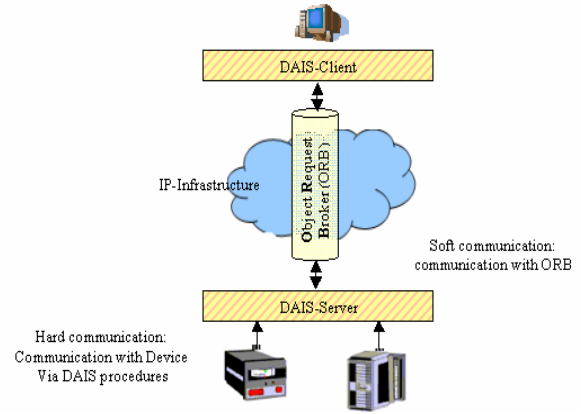 DAIS-Client
Object Request
Broker (ORB)
IP-Infrastructure
Soft communication:
communication with ORB
DAIS-Server
Hard communication:
Communication with Device
Via DAIS procedures